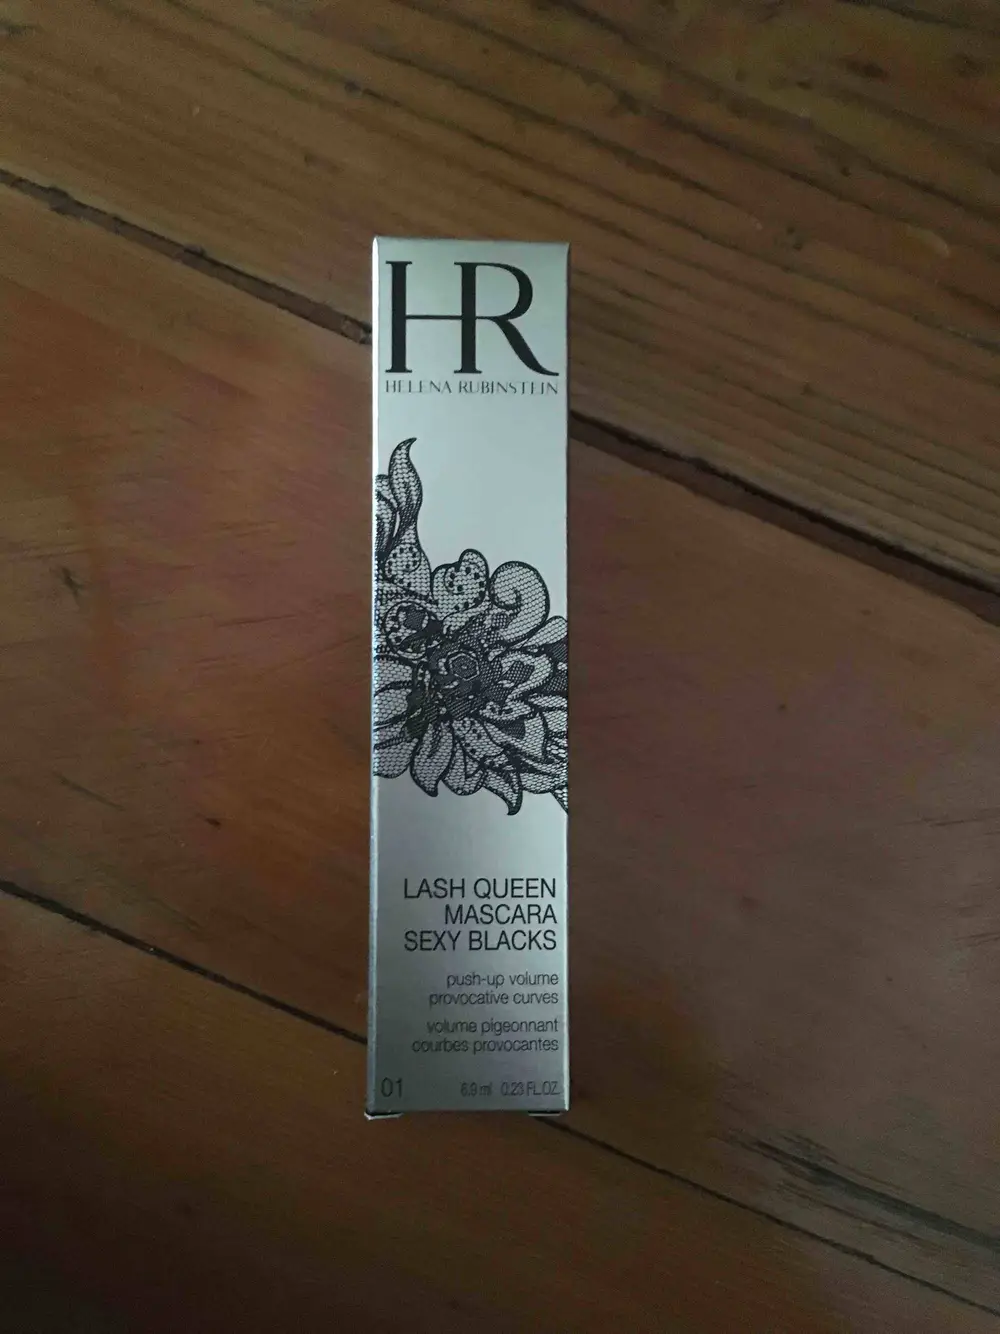 HR
HELENA RUBINSTEIN
LASH QUEEN
MASCARA
SEXY BLACKS
push-up volume
provocative curves
volume pigeonnant
courbes provocantes
01 6.9 ml 0.23 FL.OZ.